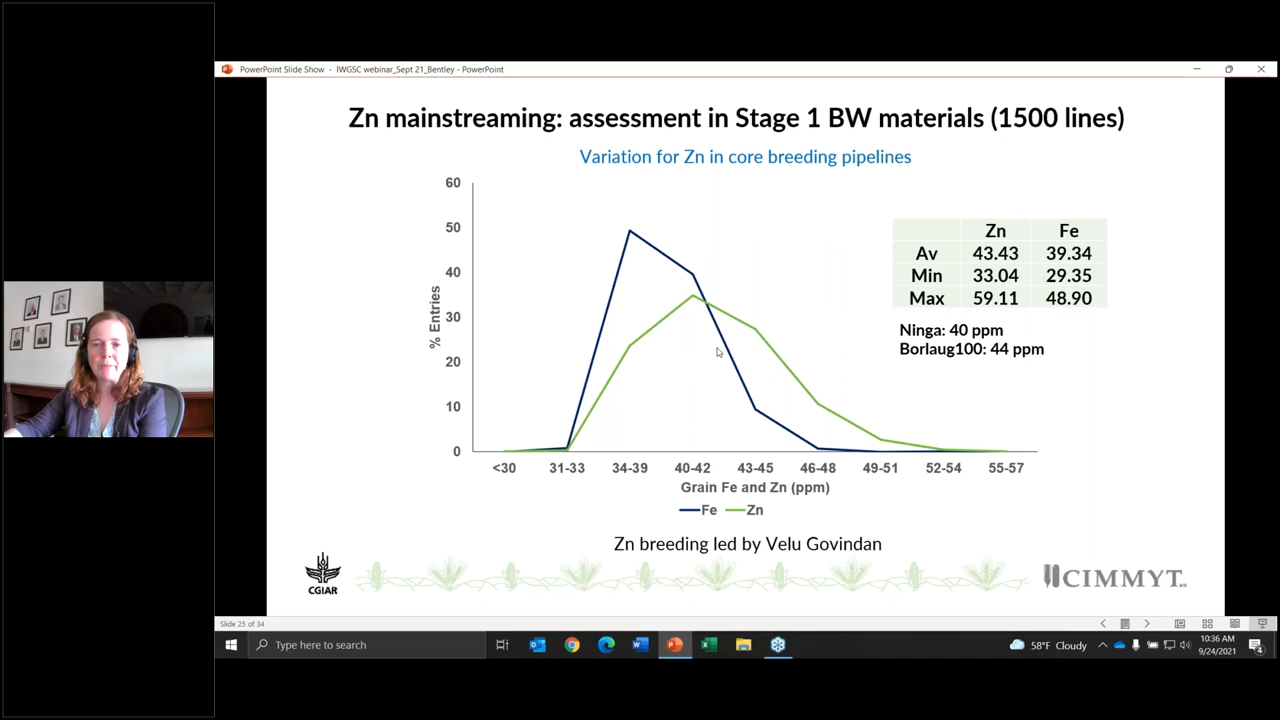 PowerPoint Slide Show - IWGSC webinar_Sept 21_Bentley - PowerPoint
Zn mainstreaming: assessment in Stage 1 BW materials (1500 lines)
Variation for Zn in core breeding pipelines
% Entries
60
50
40
30
20
10
0
<30 31-33 34-39 40-42 43-45 46-48 49-51 52-54 55-57
Grain Fe and Zn (ppm)
Fe Zn
Zn Fe
Av 43.43 39.34
Min 33.04 29.35
Max 59.11 48.90
Ninga: 40 ppm
Borlaug100: 44 ppm
Zn breeding led by Velu Govindan
CGIAR
CIMMYT
Slide 25 of 34
Type here to search
58°F Cloudy
10:36 AM
9/24/2021
4